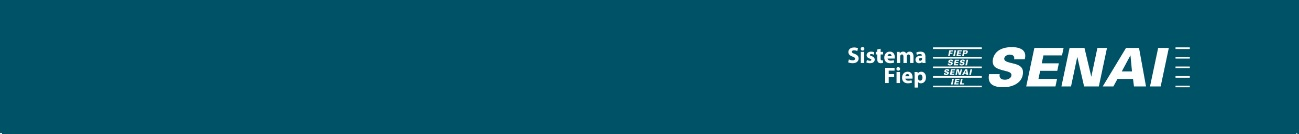 Sistema
Fiep
FIEP
SESI
SENAI
IEL
SENAI